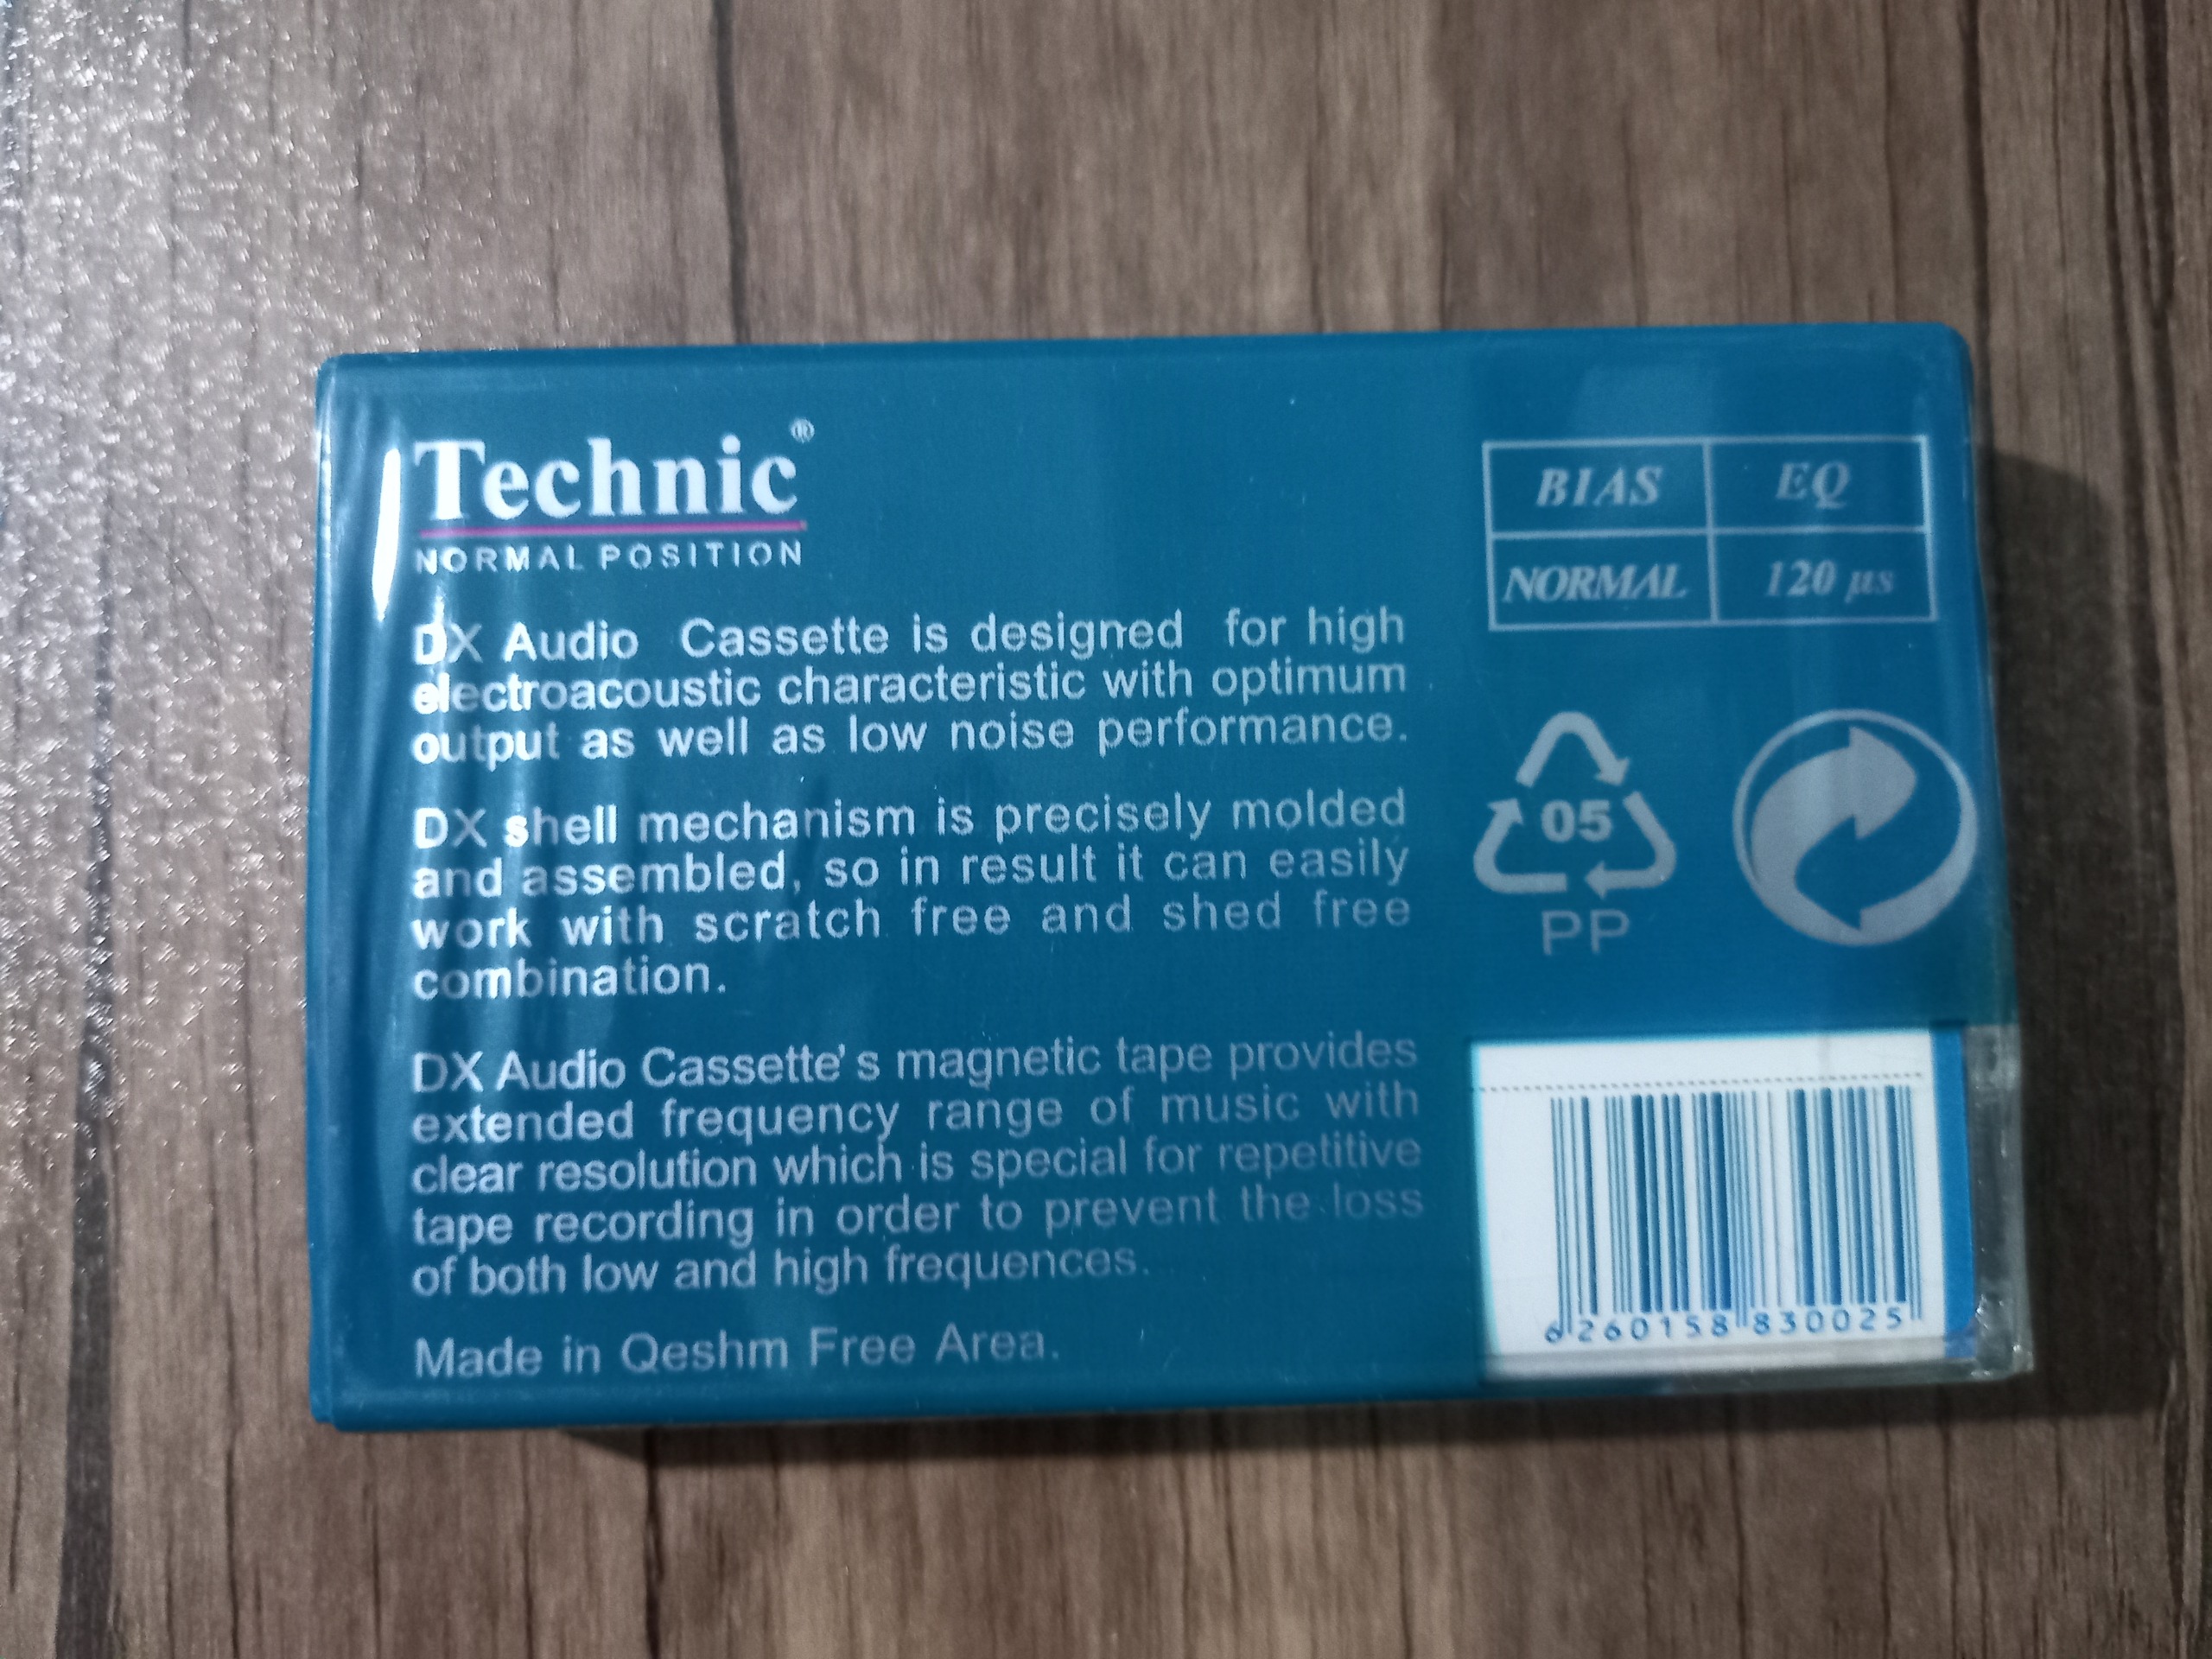 Technic®
NORMAL POSITION
DX Audio Cassette is designed for high
electroacoustic characteristic with optimum
output as well as low noise performance.
DX shell mechanism is precisely molded
and assembled, so in result it can easily
work with scratch free and shed free
combination.
DX Audio Cassette's magnetic tape provides
extended frequency range of music with
clear resolution which is special for repetitive
tape recording in order to prevent the loss
of both low and high frequences.
Made in Qeshm Free Area.
BIAS EQ
NORMAL 120 µs
05
PP
6260158830025